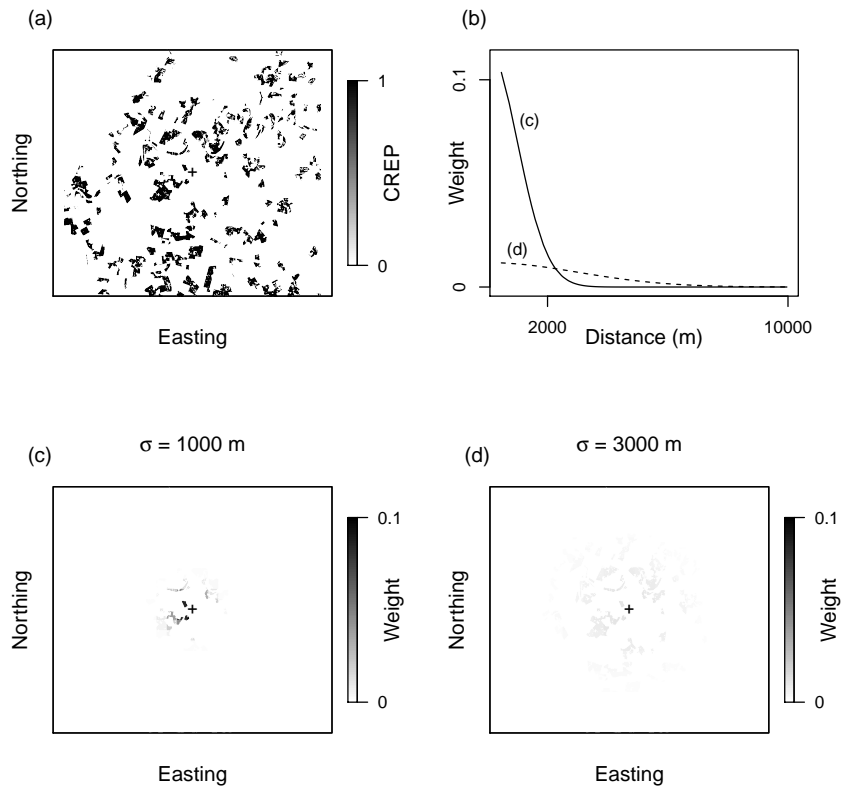 (a)
Northing
Easting
1
CREP
0
(b)
Weight
0.1
0
(c)
(d)
2000
10000
Distance (m)
(c)
σ = 1000 m
Northing
Easting
0.1
Weight
0
(d)
σ = 3000 m
Northing
Easting
0.1
Weight
0